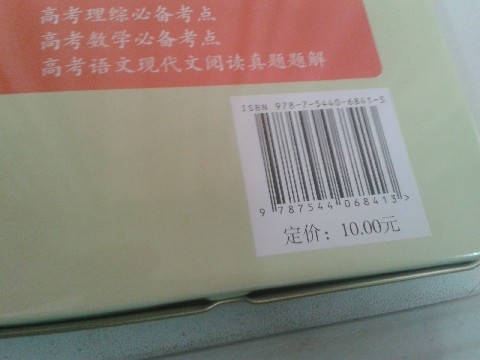 高考理综必备考点
高考数学必备考点
高考语文现代文阅读真题题解
ISBN 978-7-5440-6841-3
9 787544 068413 >
定价：10.00元